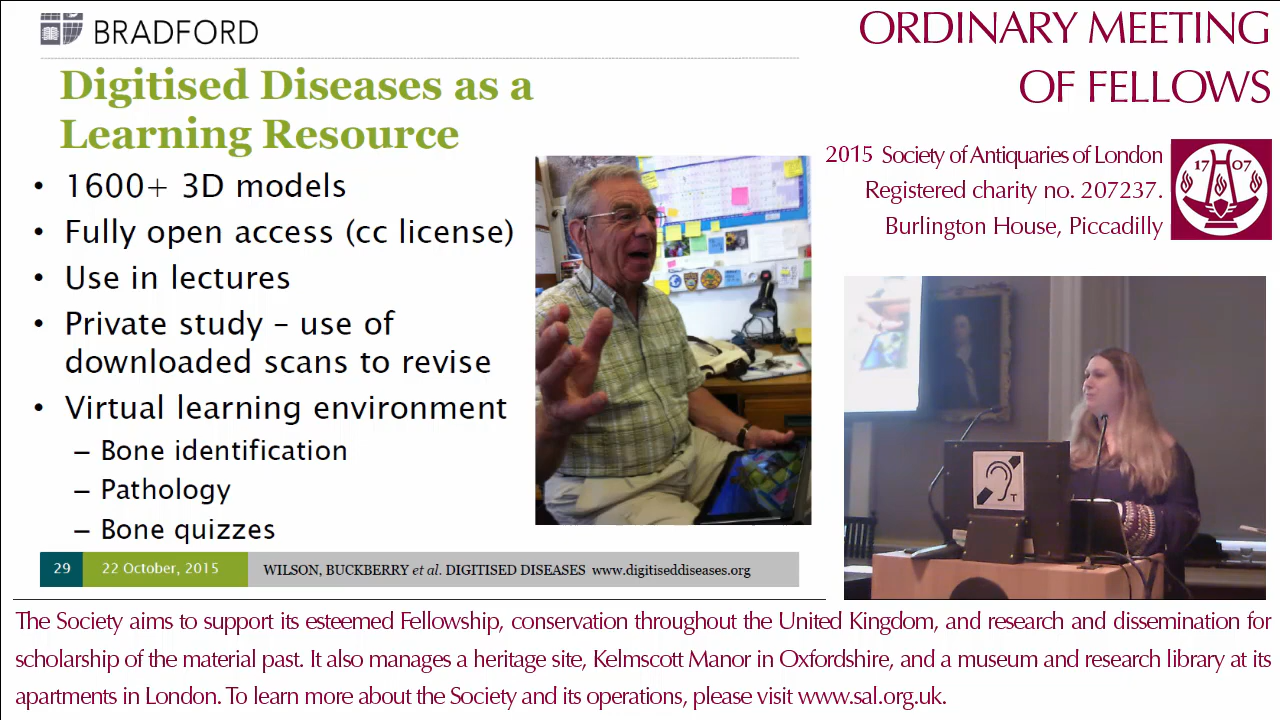 BRADFORD
Digitised Diseases as a
Learning Resource
• 1600+ 3D models
• Fully open access (cc license)
• Use in lectures
• Private study – use of
downloaded scans to revise
• Virtual learning environment
– Bone identification
– Pathology
– Bone quizzes
29 22 October, 2015 WILSON, BUCKBERRY et al. DIGITISED DISEASES www.digitiseddiseases.org
ORDINARY MEETING
OF FELLOWS
2015 Society of Antiquaries of London
Registered charity no. 207237.
Burlington House, Piccadilly
17 07
T
The Society aims to support its esteemed Fellowship, conservation throughout the United Kingdom, and research and dissemination for
scholarship of the material past. It also manages a heritage site, Kelmscott Manor in Oxfordshire, and a museum and research library at its
apartments in London. To learn more about the Society and its operations, please visit www.sal.org.uk.